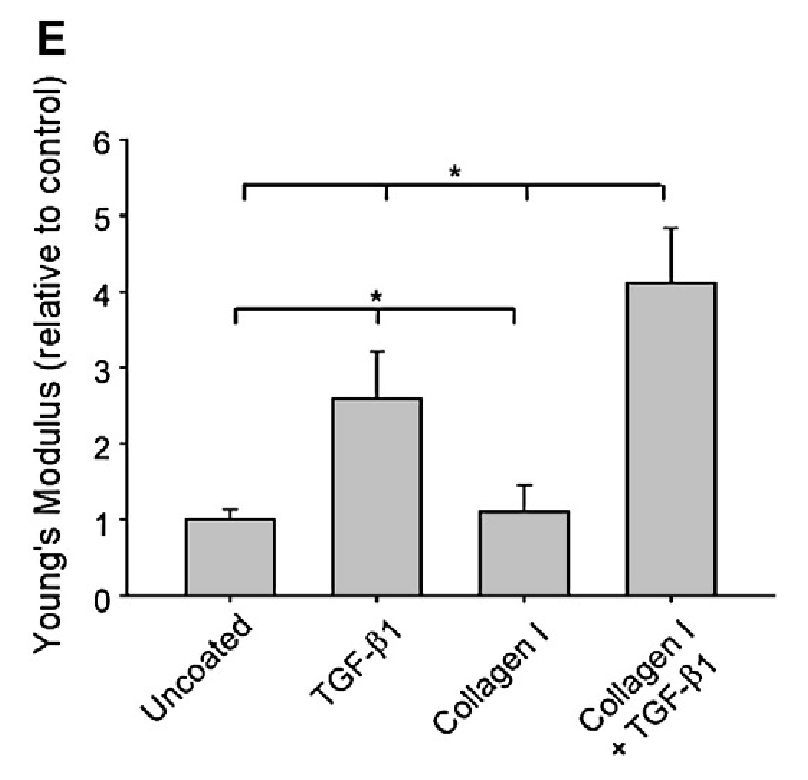 E
Young's Modulus (relative to control)
6
5
4
3
2
1
0
*
*
Uncoated
TGF-β1
Collagen I
Collagen I
+ TGF-β1